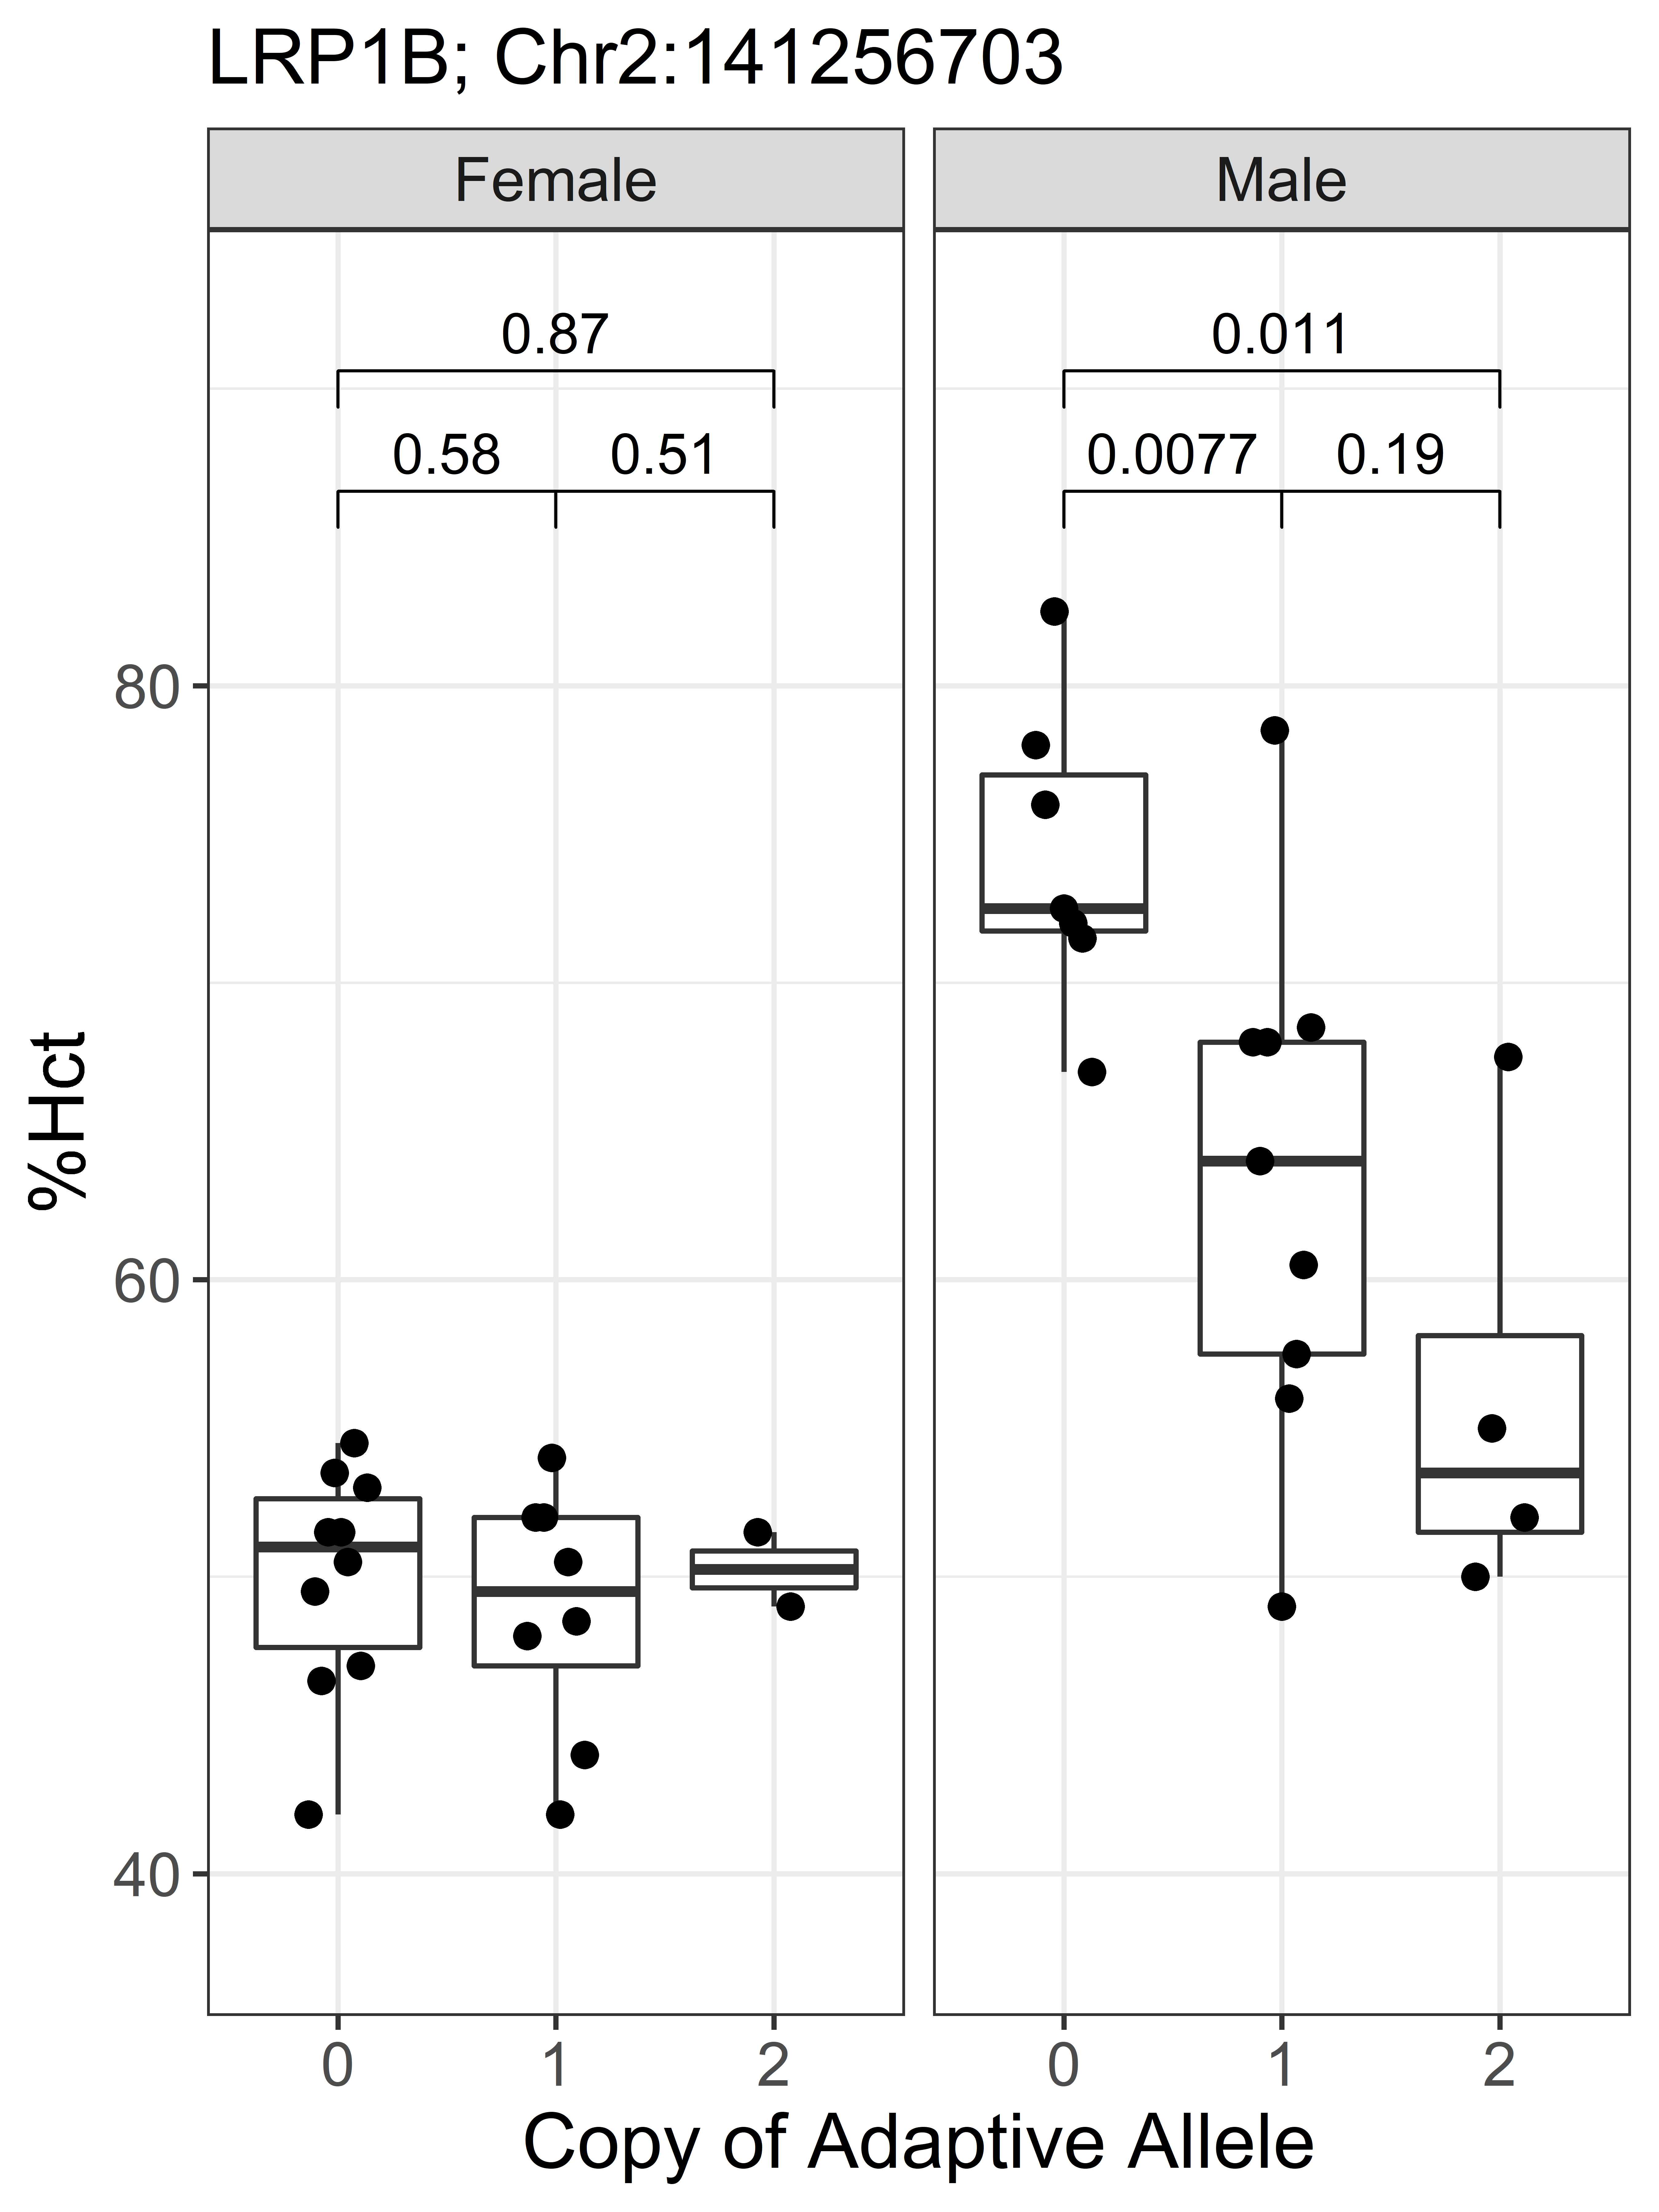 LRP1B; Chr2:141256703
Female
Male
0.87
0.011
0.58 0.51
0.0077 0.19
%Hct
80
60
40
0 1 2
0 1 2
Copy of Adaptive Allele